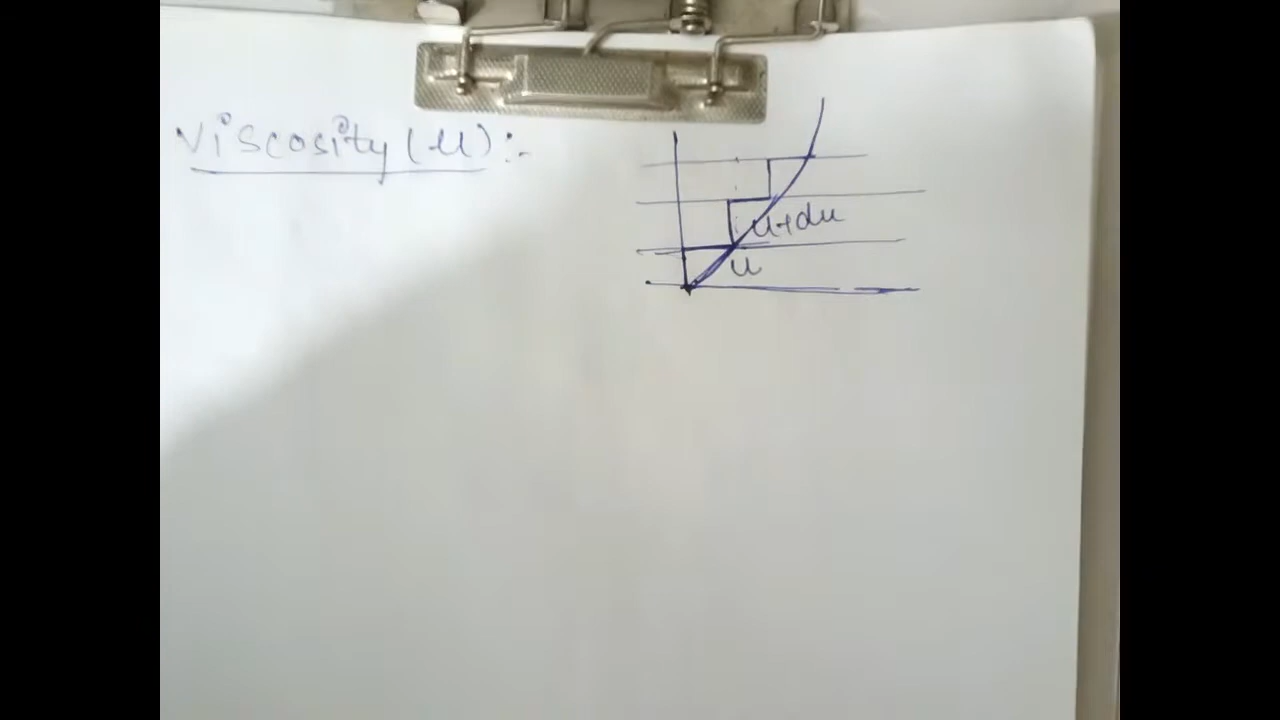 Viscosity (μ) :-
u+du
u